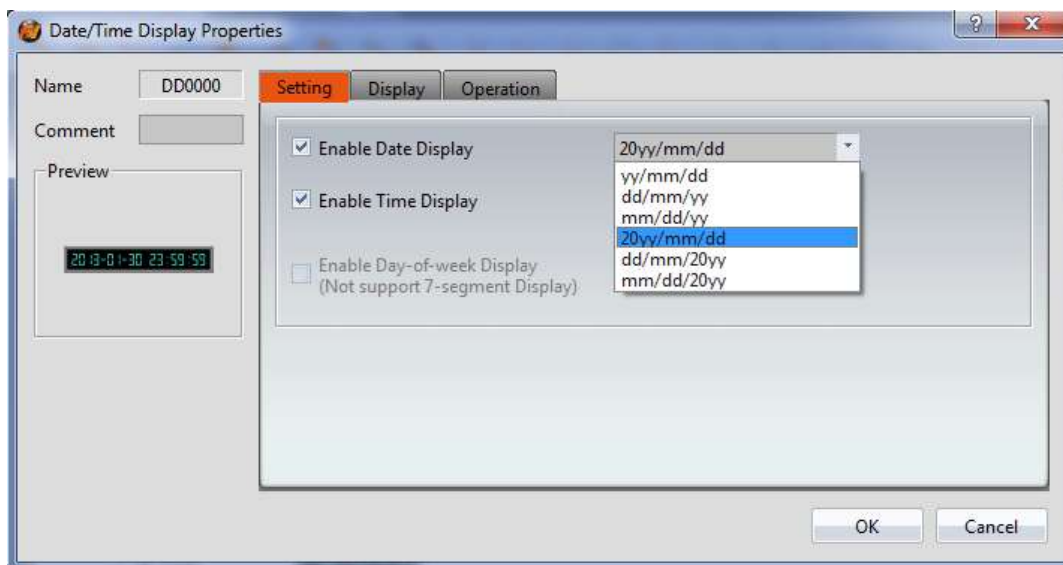 Date/Time Display Properties
?
Name
DD0000
Comment
Preview
2013-01-30 23:59:59
Setting
Display
Operation
Enable Date Display
20yy/mm/dd
yy/mm/dd
dd/mm/yy
mm/dd/yy
20yy/mm/dd
dd/mm/20yy
mm/dd/20yy
Enable Time Display
Enable Day-of-week Display
(Not support 7-segment Display)
OK
Cancel